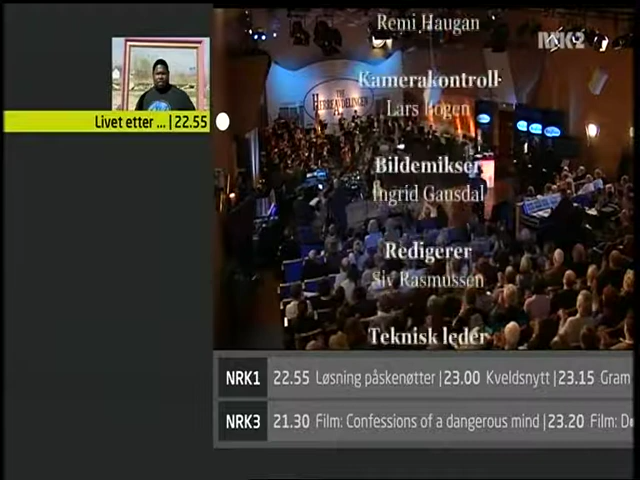 Remi Haugan
NRK2
Kamerakontroll
HERREAVDELINGEN
Lars Hogen
Livet etter ... | 22.55
Bildemikser
Ingrid Gausdal
Redigerer
Siv Rasmussen
Teknisk leder
NRK1 22.55 Løsning påskenøtter | 23.00 Kveldsnytt | 23.15 Gram
NRK3 21.30 Film: Confessions of a dangerous mind | 23.20 Film: De